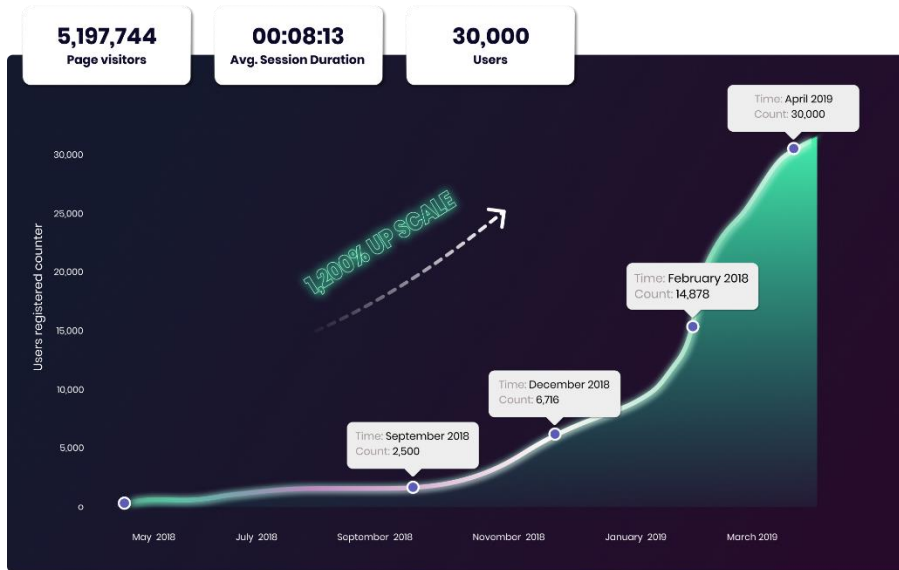 5,197,744
Page visitors
00:08:13
Avg. Session Duration
30,000
Users
Time: April 2019
Count: 30,000
30,000
25,000
20,000
15,000
10,000
5,000
0
Users registered counter
1,200% UP SCALE
Time: February 2018
Count: 14,878
Time: December 2018
Count: 6,716
Time: September 2018
Count: 2,500
May 2018
July 2018
September 2018
November 2018
January 2019
March 2019